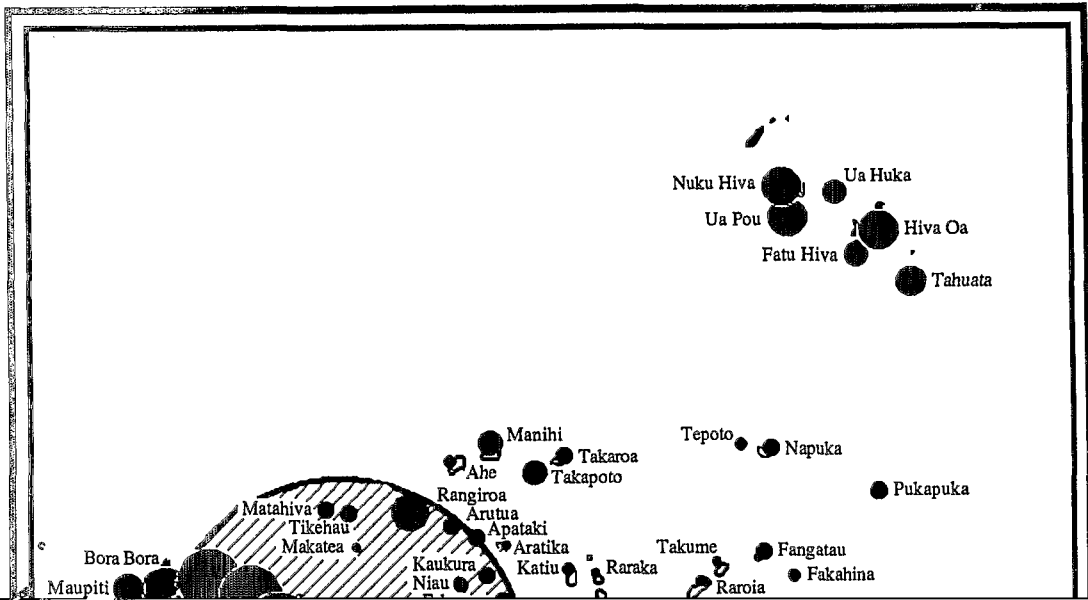 Nuku Hiva
Ua Huka
Ua Pou
Hiva Oa
Fatu Hiva
Tahuata
Manihi
Tepoto
Napuka
Takaroa
Ahe
Takapoto
Pukapuka
Rangiroa
Matahiva
Arutua
Tikehau
Apataki
Makatea
Aratika
Takume
Fangatau
Bora Bora
Kaukura
Katiu
Raraka
Fakahina
Maupiti
Niau
Raroia